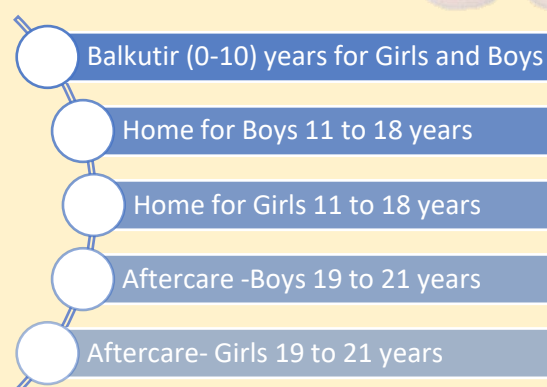 Balkutir (0-10) years for Girls and Boys
Home for Boys 11 to 18 years
Home for Girls 11 to 18 years
Aftercare -Boys 19 to 21 years
Aftercare- Girls 19 to 21 years